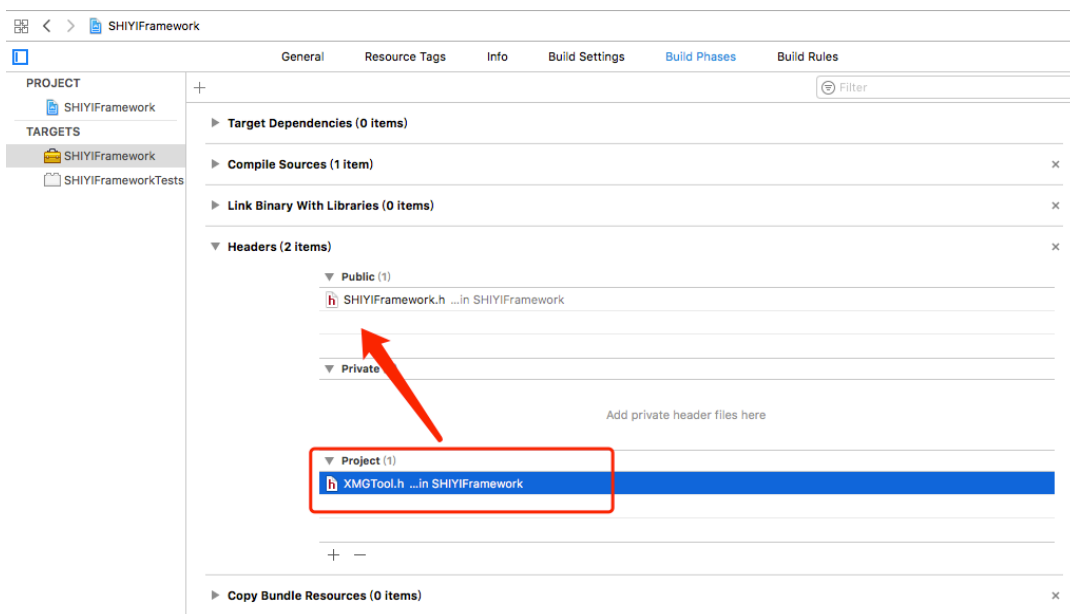 SHIYIFramework
General Resource Tags Info Build Settings Build Phases Build Rules
PROJECT
SHIYIFramework
TARGETS
SHIYIFramework
SHIYIFrameworkTests
Filter
Target Dependencies (0 items)
Compile Sources (1 item)
Link Binary With Libraries (0 items)
Headers (2 items)
Public (1)
SHIYIFramework.h ...in SHIYIFramework
Private
Add private header files here
Project (1)
XMGTool.h ...in SHIYIFramework
Copy Bundle Resources (0 items)